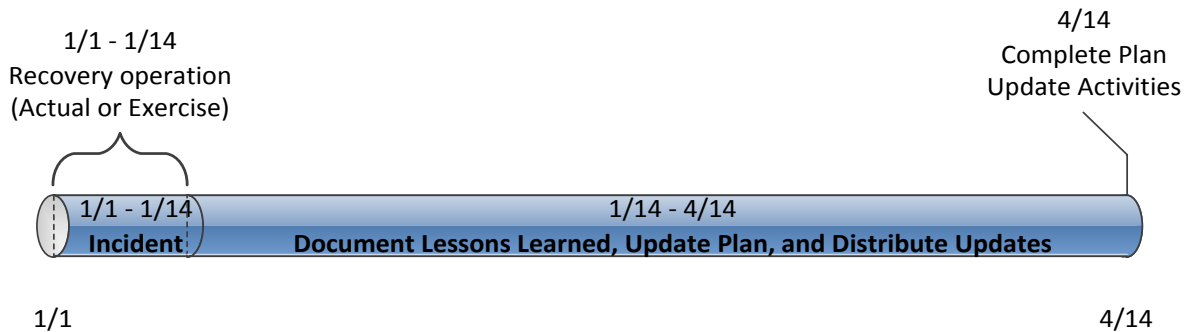 1/1 - 1/14
Recovery operation
(Actual or Exercise)
4/14
Complete Plan
Update Activities
1/1 - 1/14
Incident
1/14 - 4/14
Document Lessons Learned, Update Plan, and Distribute Updates
1/1
4/14